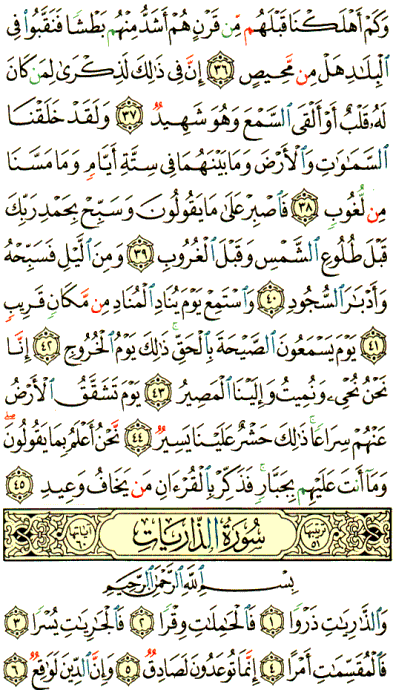 وَكَمْ أَهْلَكْنَا قَبْلَهُم مِّن قَرْنٍ هُمْ أَشَدُّ مِنْهُم بَطْشًا فَنَقَّبُوا۟ فِى
ٱلْبِلَٰدِ هَلْ مِن مَّحِيصٍ ٣٦ إِنَّ فِى ذَٰلِكَ لَذِكْرَىٰ لِمَن كَانَ
لَهُۥ قَلْبٌ أَوْ أَلْقَى ٱلسَّمْعَ وَهُوَ شَهِيدٌ ٣٧ وَلَقَدْ خَلَقْنَا
ٱلسَّمَٰوَٰتِ وَٱلْأَرْضَ وَمَا بَيْنَهُمَا فِى سِتَّةِ أَيَّامٍ وَمَا مَسَّنَا
مِن لُّغُوبٍ ٣٨ فَٱصْبِرْ عَلَىٰ مَا يَقُولُونَ وَسَبِّحْ بِحَمْدِ رَبِّكَ
قَبْلَ طُلُوعِ ٱلشَّمْسِ وَقَبْلَ ٱلْغُرُوبِ ٣٩ وَمِنَ ٱلَّيْلِ فَسَبِّحْهُ
وَأَدْبَٰرَ ٱلسُّجُودِ ٤٠ وَٱسْتَمِعْ يَوْمَ يُنَادِ ٱلْمُنَادِ مِن مَّكَانٍ قَرِيبٍ
٤١ يَوْمَ يَسْمَعُونَ ٱلصَّيْحَةَ بِٱلْحَقِّ ۚ ذَٰلِكَ يَوْمُ ٱلْخُرُوجِ ٤٢ إِنَّا
نَحْنُ نُحْىِۦ وَنُمِيتُ وَإِلَيْنَا ٱلْمَصِيرُ ٤٣ يَوْمَ تَشَقَّقُ ٱلْأَرْضُ
عَنْهُمْ سِرَاعًا ۚ ذَٰلِكَ حَشْرٌ عَلَيْنَا يَسِيرٌ ٤٤ نَّحْنُ أَعْلَمُ بِمَا يَقُولُونَ ۖ
وَمَآ أَنتَ عَلَيْهِم بِجَبَّارٍ ۖ فَذَكِّرْ بِٱلْقُرْءَانِ مَن يَخَافُ وَعِيدِ ٤٥
ترتيبها ٥١ سُورَةُ الذَّارِيَاتِ آياتها ٦٠
بِسْمِ ٱللَّهِ ٱلرَّحْمَٰنِ ٱلرَّحِيمِ
وَٱلذَّٰرِيَٰتِ ذَرْوًا ١ فَٱلْحَٰمِلَٰتِ وِقْرًا ٢ فَٱلْجَٰرِيَٰتِ يُسْرًا ٣
فَٱلْمُقَسِّمَٰتِ أَمْرًا ٤ إِنَّمَا تُوعَدُونَ لَصَادِقٌ ٥ وَإِنَّ ٱلدِّينَ لَوَٰقِعٌ ٦